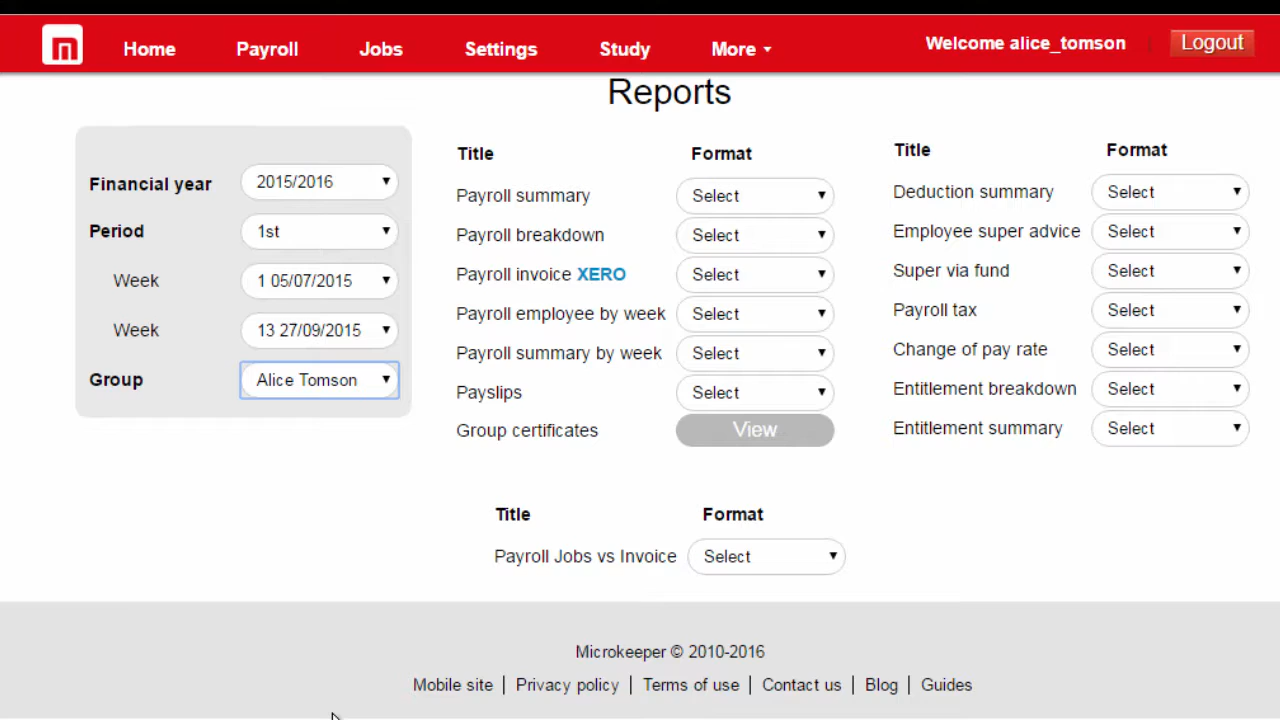 Home Payroll Jobs Settings Study More Welcome alice_tomson Logout
Reports
Financial year 2015/2016
Period 1st
Week 1 05/07/2015
Week 13 27/09/2015
Group Alice Tomson
Title Format
Payroll summary Select
Payroll breakdown Select
Payroll invoice XERO Select
Payroll employee by week Select
Payroll summary by week Select
Payslips Select
Group certificates View
Title Format
Deduction summary Select
Employee super advice Select
Super via fund Select
Payroll tax Select
Change of pay rate Select
Entitlement breakdown Select
Entitlement summary Select
Title Format
Payroll Jobs vs Invoice Select
Microkeeper © 2010-2016
Mobile site | Privacy policy | Terms of use | Contact us | Blog | Guides